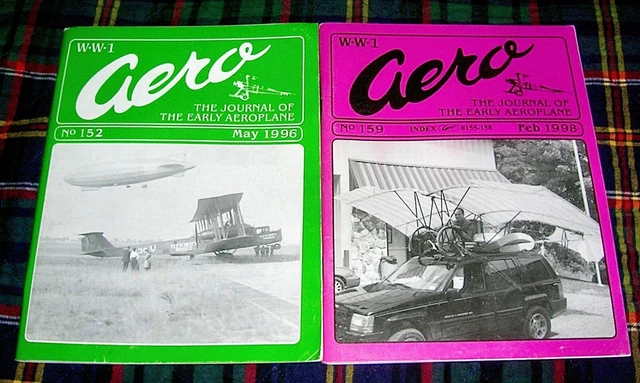 W·W·1
Aero
THE JOURNAL OF
THE EARLY AEROPLANE
No 152
May 1996
W·W·1
Aero
THE JOURNAL OF
THE EARLY AEROPLANE
No 159
INDEX for #155-158
Feb 1998